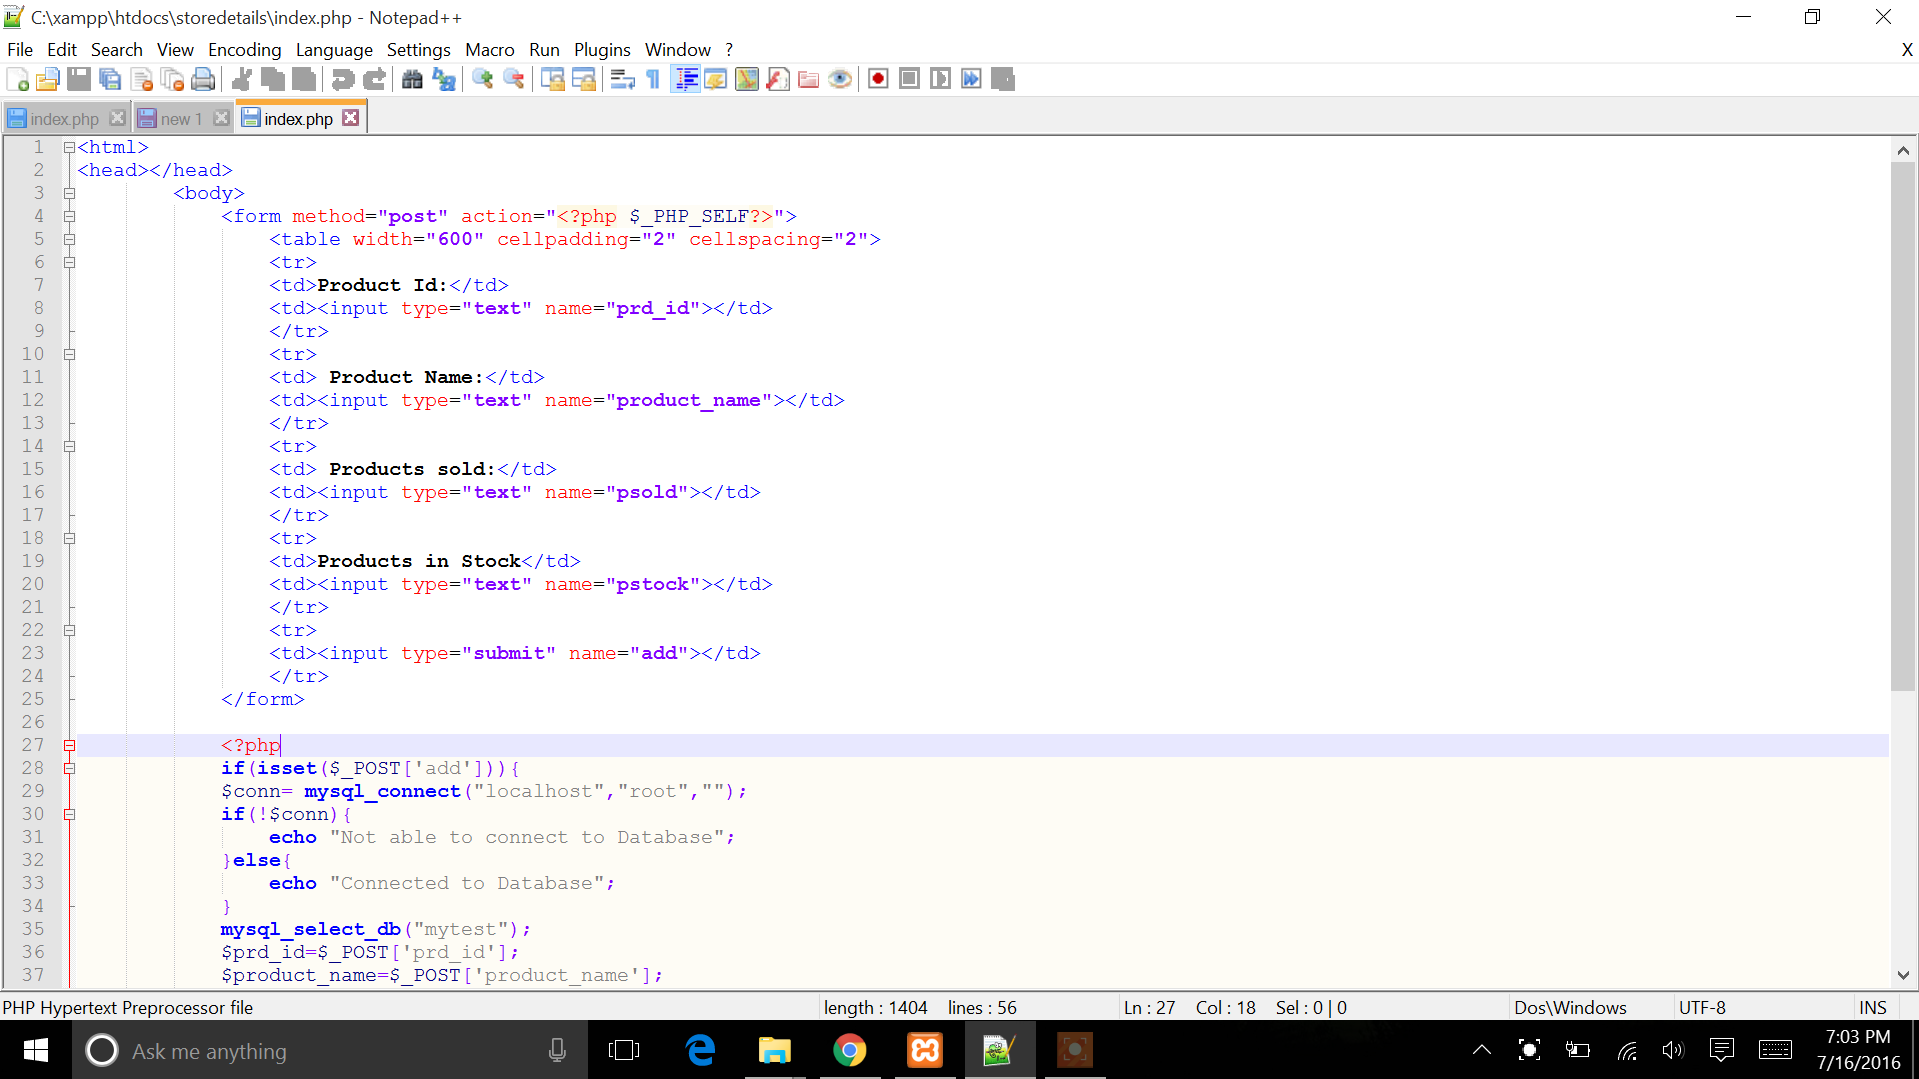 C:\xampp\htdocs\storedetails\index.php - Notepad++
File Edit Search View Encoding Language Settings Macro Run Plugins Window ? X
index.php new 1 index.php
1 <html>
2 <head></head>
3 <body>
4 <form method="post" action="<?php $_PHP_SELF?>">
5 <table width="600" cellpadding="2" cellspacing="2">
6 <tr>
7 <td>Product Id:</td>
8 <td><input type="text" name="prd_id"></td>
9 </tr>
10 <tr>
11 <td> Product Name:</td>
12 <td><input type="text" name="product_name"></td>
13 </tr>
14 <tr>
15 <td> Products sold:</td>
16 <td><input type="text" name="psold"></td>
17 </tr>
18 <tr>
19 <td>Products in Stock</td>
20 <td><input type="text" name="pstock"></td>
21 </tr>
22 <tr>
23 <td><input type="submit" name="add"></td>
24 </tr>
25 </form>
26
27 <?php
28 if(isset($_POST['add'])){
29 $conn= mysql_connect("localhost","root","");
30 if(!$conn){
31 echo "Not able to connect to Database";
32 }else{
33 echo "Connected to Database";
34 }
35 mysql_select_db("mytest");
36 $prd_id=$_POST['prd_id'];
37 $product_name=$_POST['product_name'];
PHP Hypertext Preprocessor file length : 1404 lines : 56 Ln : 27 Col : 18 Sel : 0 | 0 Dos\Windows UTF-8 INS
Ask me anything
7:03 PM
7/16/2016